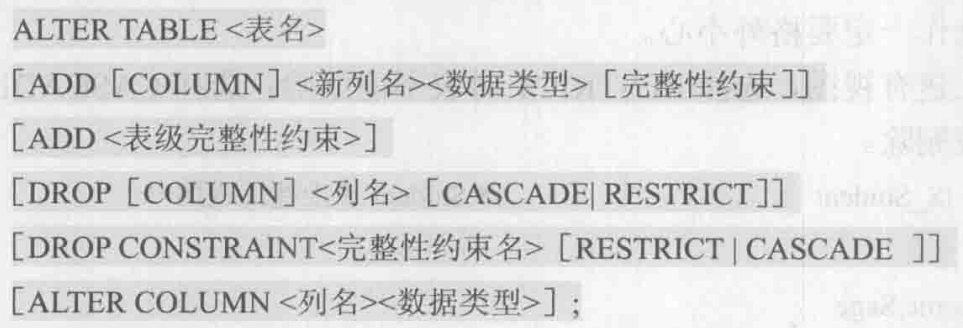 ALTER TABLE <表名>
[ADD [COLUMN] <新列名><数据类型> [完整性约束]]
[ADD <表级完整性约束>]
[DROP [COLUMN] <列名> [CASCADE| RESTRICT]]
[DROP CONSTRAINT<完整性约束名> [RESTRICT | CASCADE ]]
[ALTER COLUMN <列名><数据类型>] ;